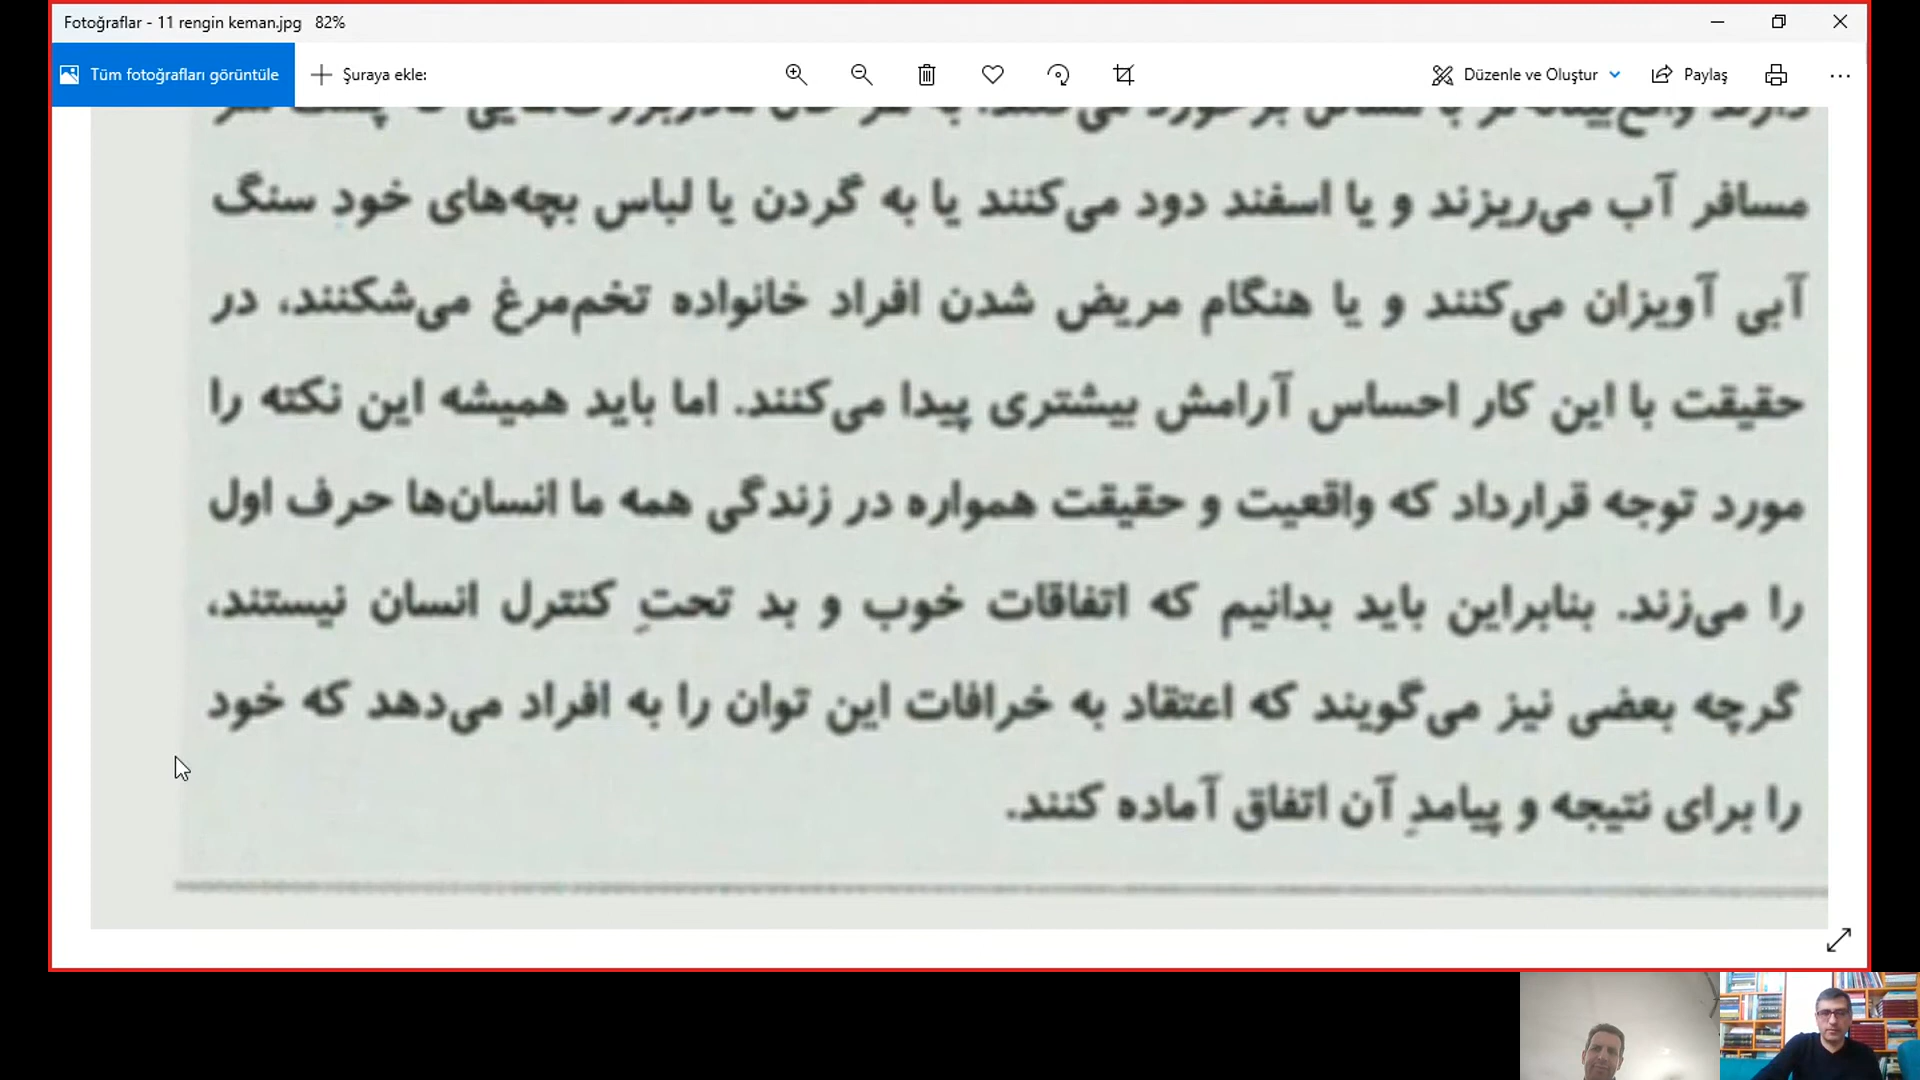 Fotoğraflar - 11 rengin keman.jpg 82%
Tüm fotoğrafları görüntüle
Şuraya ekle:
Düzenle ve Oluştur
Paylaş
مسافر آب می‌ریزند و یا اسفند دود می‌کنند یا به گردن یا لباس بچه‌های خود سنگ
آبی آویزان می‌کنند و یا هنگام مریض شدن افراد خانواده تخم‌مرغ می‌شکنند، در
حقیقت با این کار احساس آرامش بیشتری پیدا می‌کنند. اما باید همیشه این نکته را
مورد توجه قرارداد که واقعیت و حقیقت همواره در زندگی همه ما انسان‌ها حرف اول
را می‌زند. بنابراین باید بدانیم که اتفاقات خوب و بد تحتِ کنترل انسان نیستند،
گرچه بعضی نیز می‌گویند که اعتقاد به خرافات این توان را به افراد می‌دهد که خود
را برای نتیجه و پیامدِ آن اتفاق آماده کنند.